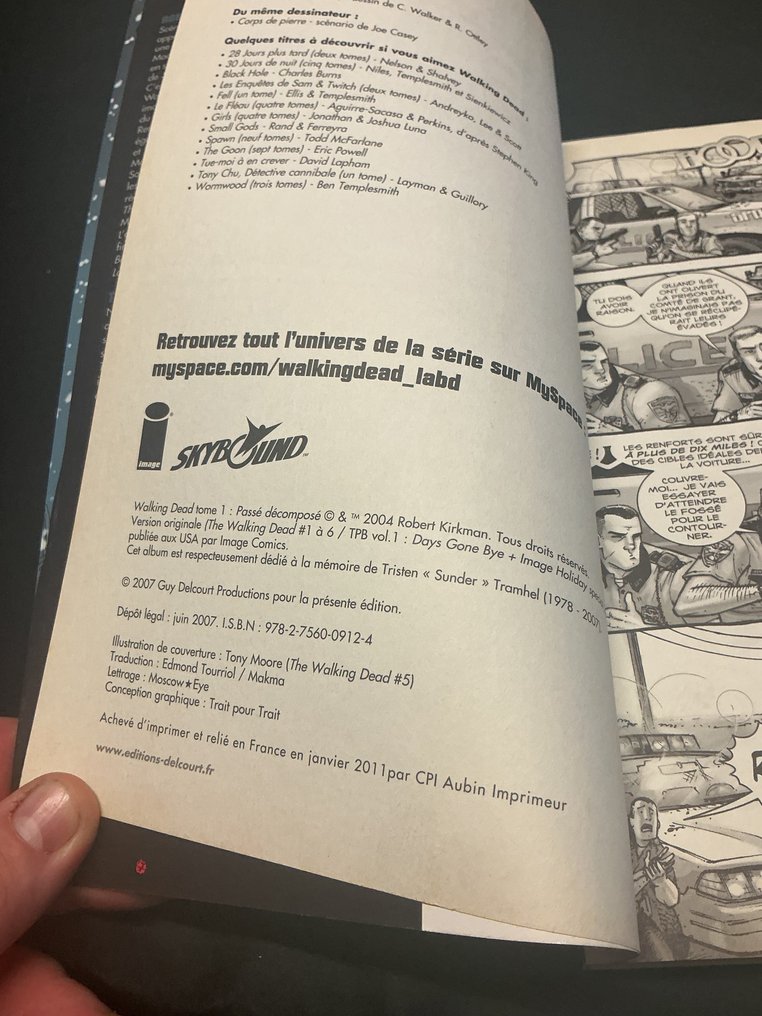 dessin de C. Walker & R. Ottley
Du même dessinateur :
• Corps de pierre - scénario de Joe Casey
Quelques titres à découvrir si vous aimez Walking Dead :
• 28 Jours plus tard (deux tomes) - Nelson & Shalvey
• 30 Jours de nuit (cinq tomes) - Niles, Templesmith et Sienkiewicz
• Black Hole - Charles Burns
• Les Enquêtes de Sam & Twitch (deux tomes) - Andreyko, Lee & Scott
• Fell (un tome) - Ellis & Templesmith
• Le Fléau (quatre tomes) - Aguirre-Sacasa & Perkins, d'après Stephen King
• Girls (quatre tomes) - Jonathan & Joshua Luna
• Small Gods - Rand & Ferreyra
• Spawn (neuf tomes) - Todd McFarlane
• The Goon (sept tomes) - Eric Powell
• Tue-moi à en crever - David Lapham
• Tony Chu, Détective cannibale (un tome) - Layman & Guillory
• Wormwood (trois tomes) - Ben Templesmith
Retrouvez tout l'univers de la série sur MySpace
myspace.com/walkingdead_labd
image ® SKYBOUND ™
Walking Dead tome 1 : Passé décomposé © & ™ 2004 Robert Kirkman. Tous droits réservés.
Version originale (The Walking Dead #1 à 6 / TPB vol.1 : Days Gone Bye + Image Holiday
publiée aux USA par Image Comics.
Cet album est respectueusement dédié à la mémoire de Tristen « Sunder » Tramhel (1978 - 2007)
© 2007 Guy Delcourt Productions pour la présente édition.
Dépôt légal : juin 2007. I.S.B.N : 978-2-7560-0912-4
Illustration de couverture : Tony Moore (The Walking Dead #5)
Traduction : Edmond Tourriol / Makma
Lettrage : Moscow★Eye
Conception graphique : Trait pour Trait
Achevé d'imprimer et relié en France en janvier 2011par CPI Aubin Imprimeur
www.editions-delcourt.fr
TU DOIS
AVOIR
RAISON.
QUAND ILS
ONT OUVERT
LA PRISON DU
COMTÉ DE GRANT,
JE N'IMAGINAIS PAS
QU'ON SE RÉCUPÉ-
RAIT LEURS
ÉVADÉS !
POLICE
LES RENFORTS SONT
À PLUS DE DIX MILES !
DES CIBLES IDÉALES
LA VOITURE...
COUVRE-
MOI... JE VAIS
ESSAYER
D'ATTEINDRE
LE FOSSÉ
POUR LE
CONTOUR-
NER.